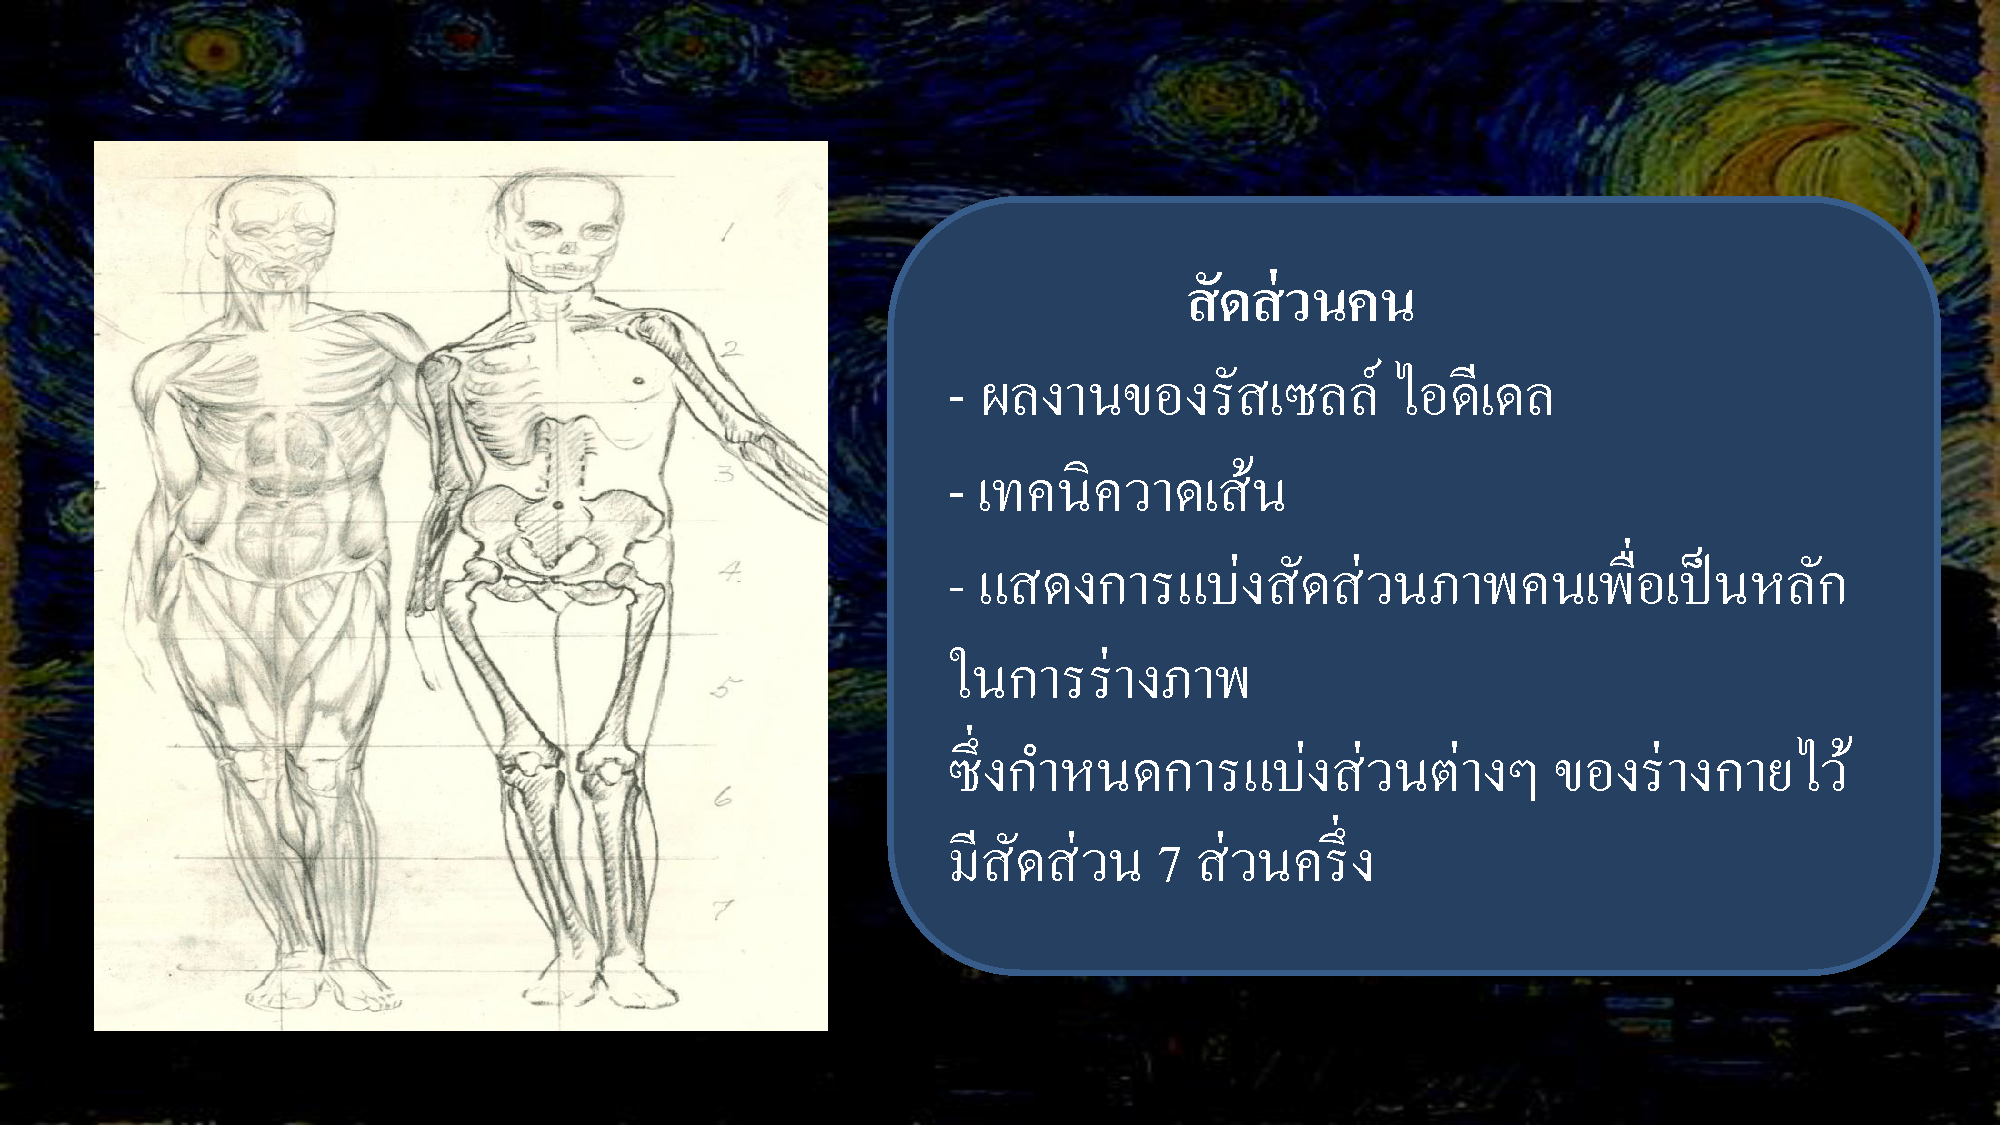 สัดส่วนคน
- ผลงานของรัสเซลล์ ไอดีเดล
- เทคนิควาดเส้น
- แสดงการแบ่งสัดส่วนภาพคนเพื่อเป็นหลัก
ในการร่างภาพ
ซึ่งกำหนดการแบ่งส่วนต่างๆ ของร่างกายไว้
มีสัดส่วน 7 ส่วนครึ่ง
1
2
3
4
5
6
7